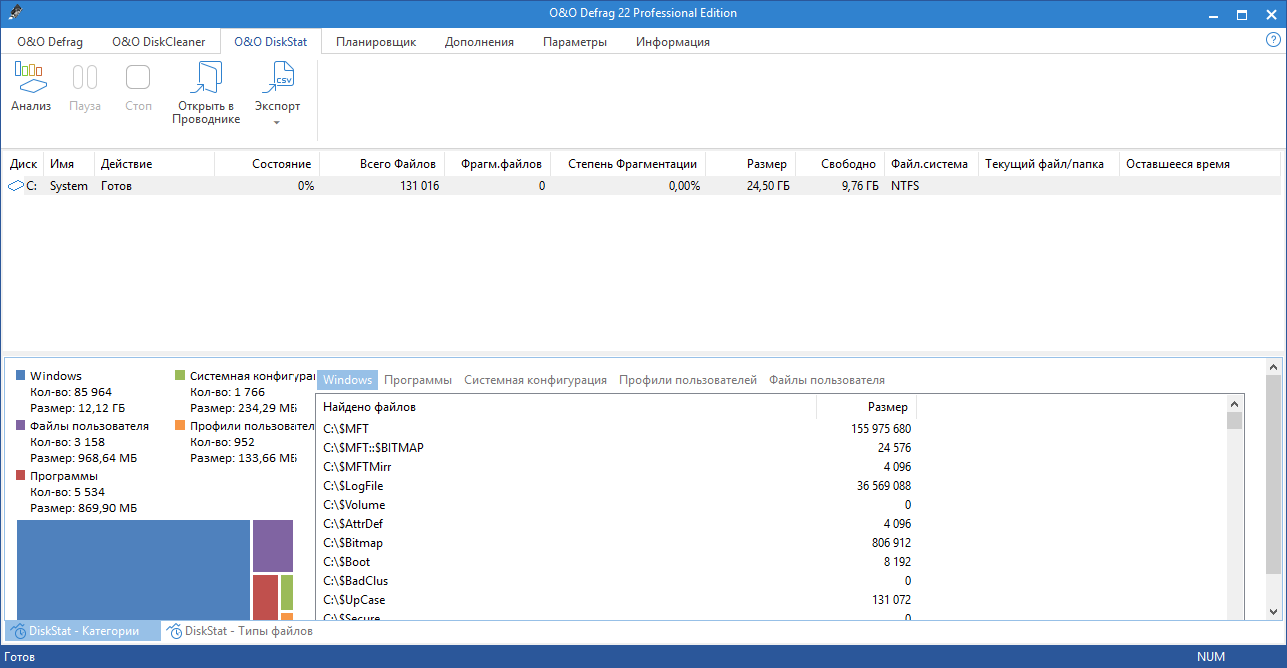 O&O Defrag 22 Professional Edition
O&O Defrag O&O DiskCleaner O&O DiskStat Планировщик Дополнения Параметры Информация
Анализ Пауза Стоп Открыть в Проводнике Экспорт
CSV
Диск Имя Действие Состояние Всего Файлов Фрагм.файлов Степень Фрагментации Размер Свободно Файл.система Текущий файл/папка Оставшееся время
C: System Готов 0% 131 016 0 0,00% 24,50 ГБ 9,76 ГБ NTFS
Windows
Кол-во: 85 964
Размер: 12,12 ГБ
Файлы пользователя
Кол-во: 3 158
Размер: 968,64 МБ
Программы
Кол-во: 5 534
Размер: 869,90 МБ
Системная конфигура
Кол-во: 1 766
Размер: 234,29 МБ
Профили пользовател
Кол-во: 952
Размер: 133,66 МБ
Windows Программы Системная конфигурация Профили пользователей Файлы пользователя
Найдено файлов Размер
C:\$MFT 155 975 680
C:\$MFT::$BITMAP 24 576
C:\$MFTMirr 4 096
C:\$LogFile 36 569 088
C:\$Volume 0
C:\$AttrDef 4 096
C:\$Bitmap 806 912
C:\$Boot 8 192
C:\$BadClus 0
C:\$UpCase 131 072
C:\$Secure 0
DiskStat - Категории DiskStat - Типы файлов
Готов NUM